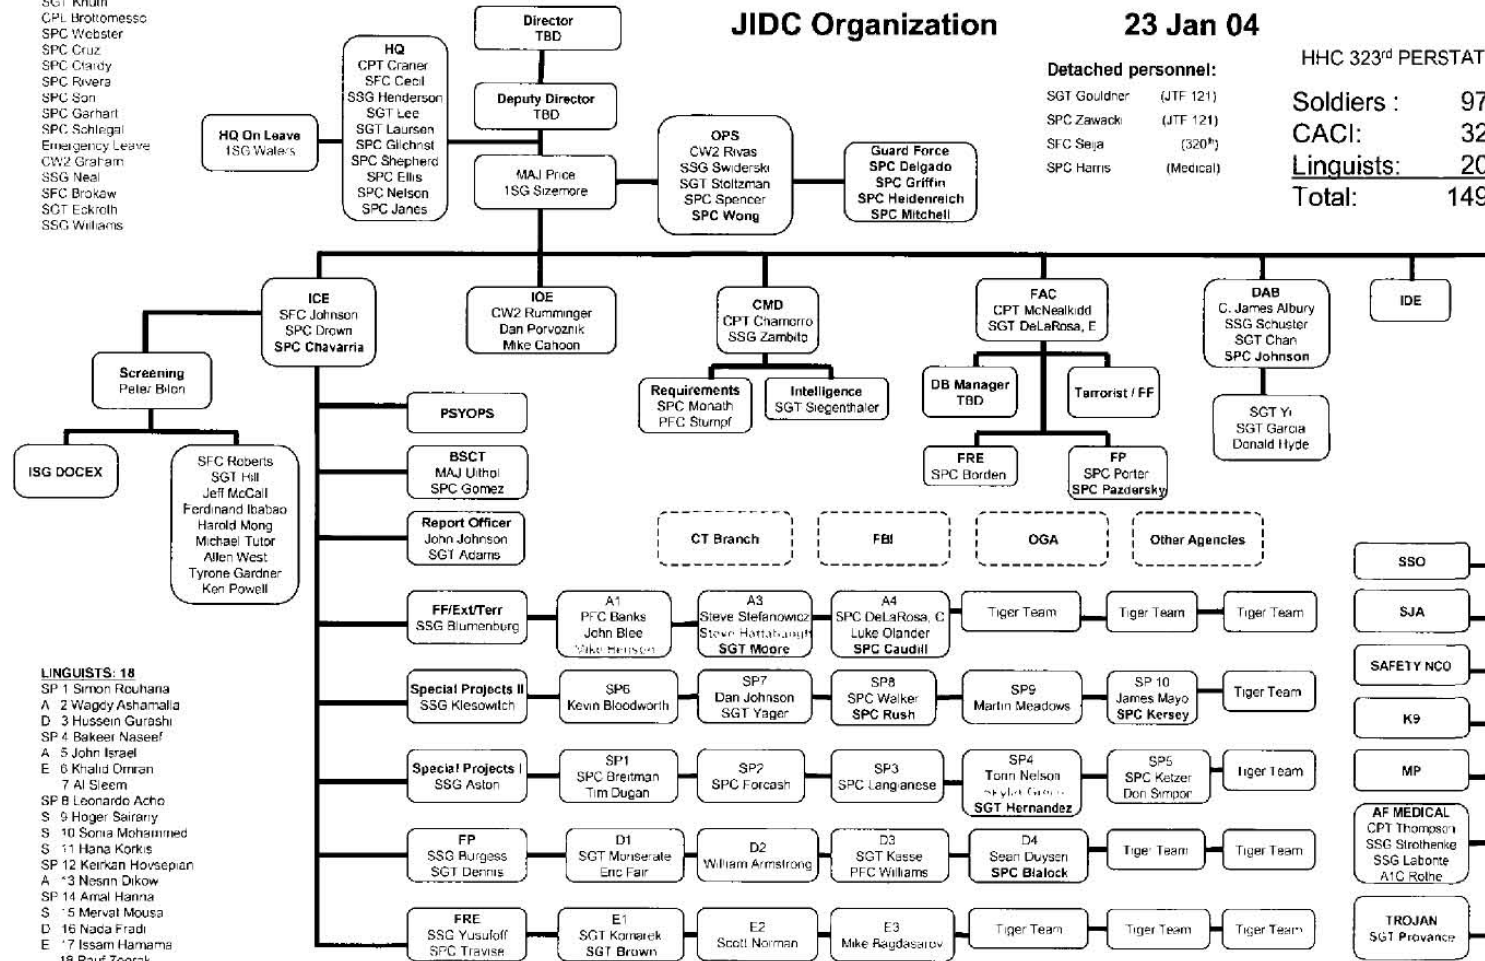 SGT Khuth
CPL Brottomesso
SPC Webster
SPC Cruz
SPC Clardy
SPC Rivera
SPC Son
SPC Garhart
SPC Schlegal
Emergency Leave
CW2 Graham
SSG Neal
SFC Brokaw
SGT Eckroth
SSG Williams
JIDC Organization
23 Jan 04
HHC 323rd PERSTAT
Soldiers : 97
CACI: 32
Linguists: 20
Total: 149
Detached personnel:
SGT Gouldner (JTF 121)
SPC Zawacki (JTF 121)
SFC Seija (320th)
SPC Harris (Medical)
Director
TBD
Deputy Director
TBD
MAJ Price
1SG Sizemore
HQ On Leave
1SG Walers
HQ
CPT Craner
SFC Cecil
SSG Henderson
SGT Lee
SGT Laurson
SPC Gilchrist
SPC Shepherd
SPC Ellis
SPC Nelson
SPC Janes
OPS
CW2 Rivas
SSG Swiderski
SGT Stoltzman
SPC Spencer
SPC Wong
Guard Force
SPC Delgado
SPC Griffin
SPC Heidenreich
SPC Mitchell
ICE
SFC Johnson
SPC Drown
SPC Chavarria
IOE
CW2 Rumminger
Dan Porvoznik
Mike Cahoon
CMD
CPT Chamorro
SSG Zambito
FAC
CPT McNealkidd
SGT DeLaRosa, E
DAB
C. James Albury
SSG Schuster
SGT Chan
SPC Johnson
IDE
Screening
Peter Bilon
ISG DOCEX
SFC Roberts
SGT Hill
Jeff McCall
Ferdinand Ibabao
Harold Mong
Michael Tutor
Allen West
Tyrone Gardner
Ken Powell
Requirements
SPC Monath
PFC Stumpf
Intelligence
SGT Siegenthaler
DB Manager
TBD
Terrorist / FF
FRE
SPC Borden
FP
SPC Porter
SPC Pazdersky
SGT Yi
SGT Garcia
Donald Hyde
PSYOPS
BSCT
MAJ Uithol
SPC Gomez
Report Officer
John Johnson
SGT Adams
CT Branch
FBI
OGA
Other Agencies
FF/Ext/Terr
SSG Blumenburg
A1
PFC Banks
John Blee
Mike Henson
A3
Steve Stefanowicz
Steve Hattabaugh
SGT Moore
A4
SPC DeLaRosa, C
Luke Olander
SPC Caudill
Tiger Team
Tiger Team
Tiger Team
Special Projects II
SSG Klesowitch
SP6
Kevin Bloodworth
SP7
Dan Johnson
SGT Yager
SP8
SPC Walker
SPC Rush
SP9
Martin Meadows
SP 10
James Mayo
SPC Kersey
Tiger Team
Special Projects I
SSG Aston
SP1
SPC Breitman
Tim Dugan
SP2
SPC Forcash
SP3
SPC Langianese
SP4
Torin Nelson
SGT Hernandez
SP5
SPC Ketzer
Don Simpor
Tiger Team
FP
SSG Burgess
SGT Dennis
D1
SGT Monserate
Eric Fair
D2
William Armstrong
D3
SGT Kasse
PFC Williams
D4
Sean Duysen
SPC Bialock
Tiger Team
Tiger Team
FRE
SSG Yusufoff
SPC Travise
E1
SGT Komarek
SGT Brown
E2
Scott Norman
E3
Mike Bagdasarov
Tiger Team
Tiger Team
Tiger Team
SSO
SJA
SAFETY NCO
K9
MP
AF MEDICAL
CPT Thompson
SSG Strothenke
SSG Labonte
A1C Rothe
TROJAN
SGT Provance
LINGUISTS: 18
SP 1 Simon Rouhana
A 2 Wagdy Ashamalla
D 3 Hussein Gurashi
SP 4 Bakeer Naseef
A 5 John Israel
E 6 Khalid Omran
7 Al Sleem
SP 8 Leonardo Acho
S 9 Hoger Sairany
S 10 Sonia Mohammed
S 11 Hana Korkis
SP 12 Keirkan Hovsepian
A 13 Nesrin Dikow
SP 14 Amal Hanna
S 15 Mervat Mousa
D 16 Nada Fradi
E 17 Issam Hamama
18 Rauf